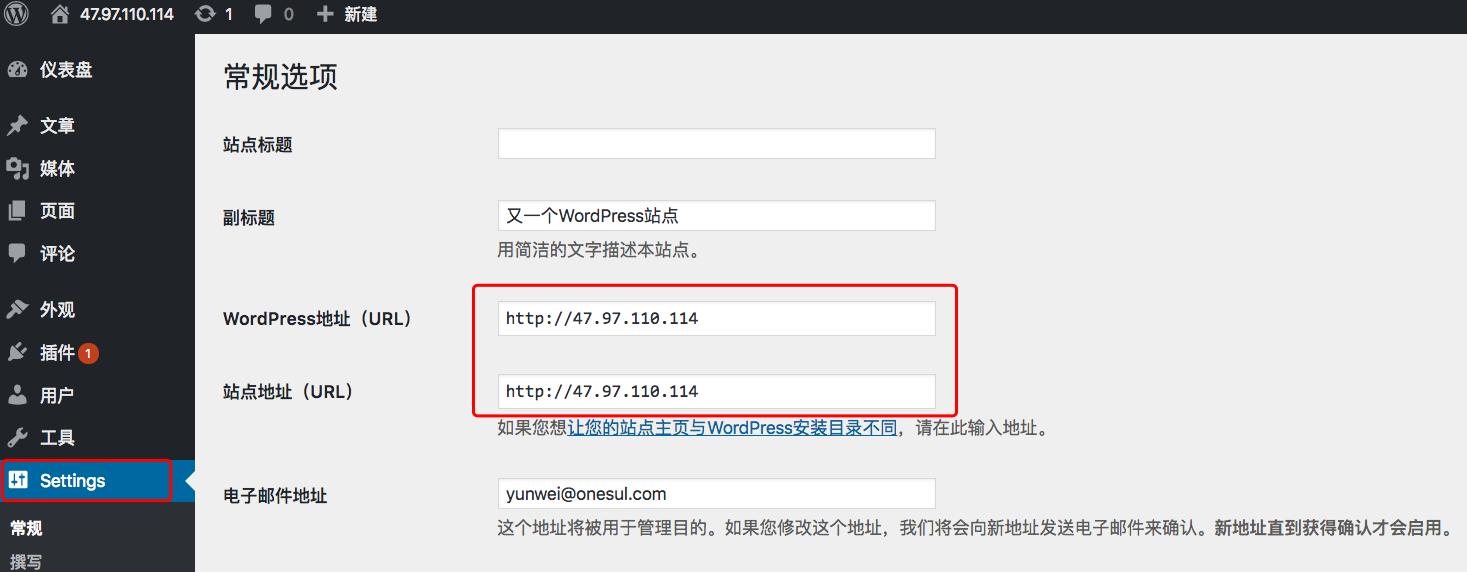 47.97.110.114 1 0 新建
仪表盘
文章
媒体
页面
评论
外观
插件 1
用户
工具
Settings
常规
撰写
常规选项
站点标题
副标题 又一个WordPress站点
用简洁的文字描述本站点。
WordPress地址（URL） http://47.97.110.114
站点地址（URL） http://47.97.110.114
如果您想让您的站点主页与WordPress安装目录不同，请在此输入地址。
电子邮件地址 yunwei@onesul.com
这个地址将被用于管理目的。如果您修改这个地址，我们将会向新地址发送电子邮件来确认。新地址直到获得确认才会启用。